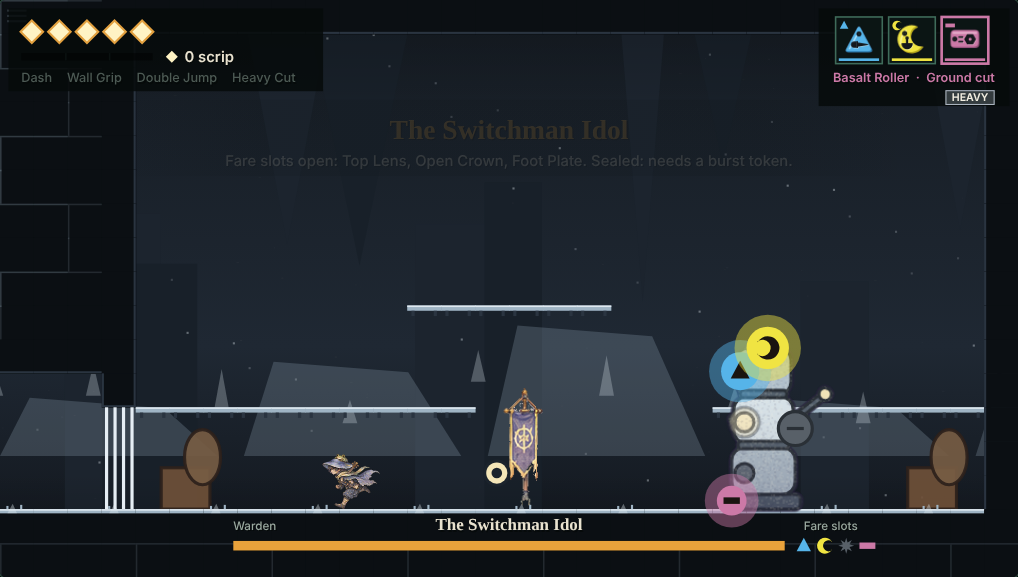 0 scrip
Dash Wall Grip Double Jump Heavy Cut
Basalt Roller · Ground cut
HEAVY
The Switchman Idol
Fare slots open: Top Lens, Open Crown, Foot Plate. Sealed: needs a burst token.
Warden
The Switchman Idol
Fare slots